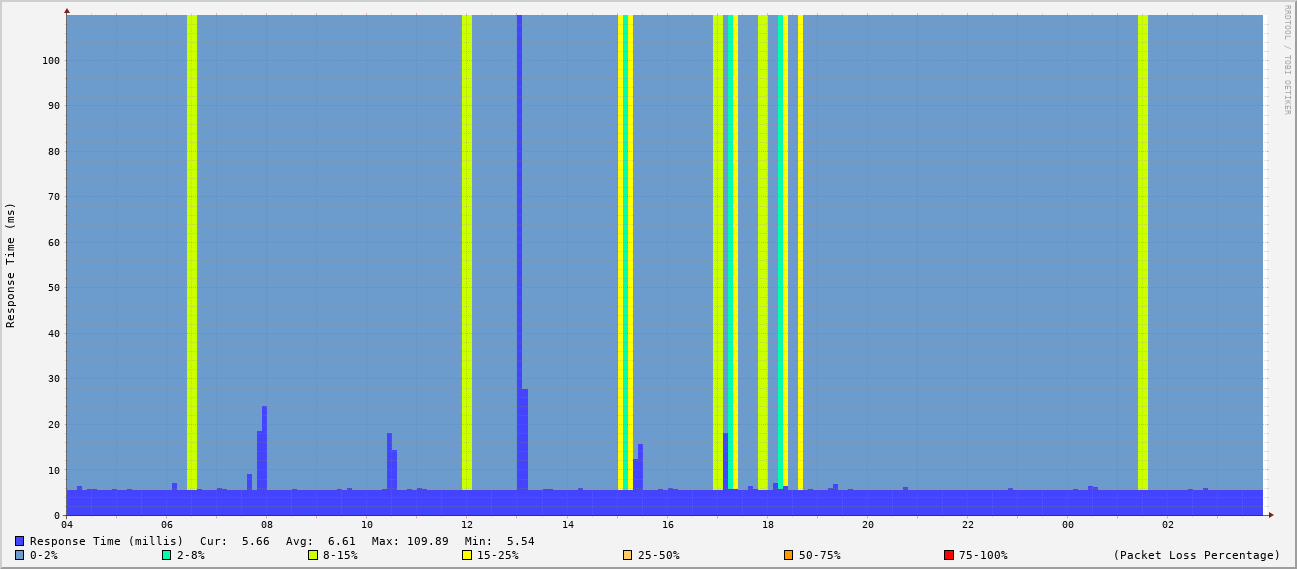 RRDTOOL / TOBI OETIKER
Response Time (ms)
100
90
80
70
60
50
40
30
20
10
0
04 06 08 10 12 14 16 18 20 22 00 02
Response Time (millis) Cur: 5.66 Avg: 6.61 Max: 109.89 Min: 5.54
0-2% 2-8% 8-15% 15-25% 25-50% 50-75% 75-100% (Packet Loss Percentage)